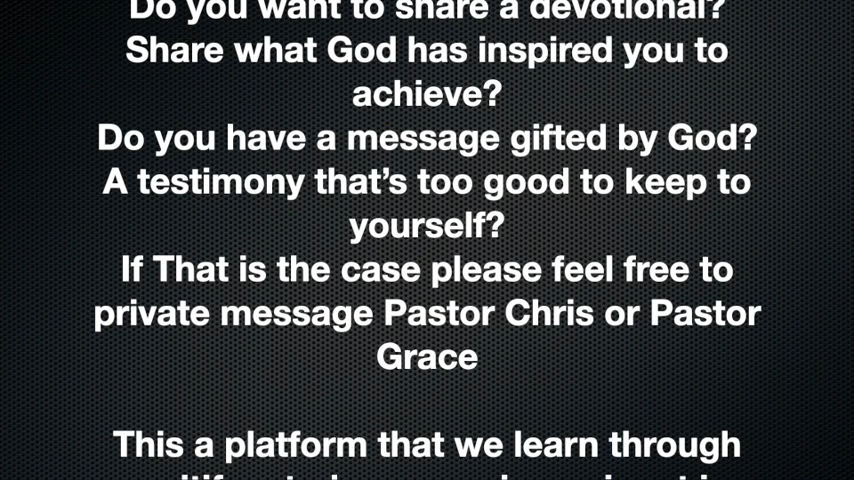 Do you want to share a devotional?
Share what God has inspired you to
achieve?
Do you have a message gifted by God?
A testimony that’s too good to keep to
yourself?
If That is the case please feel free to
private message Pastor Chris or Pastor
Grace
This a platform that we learn through